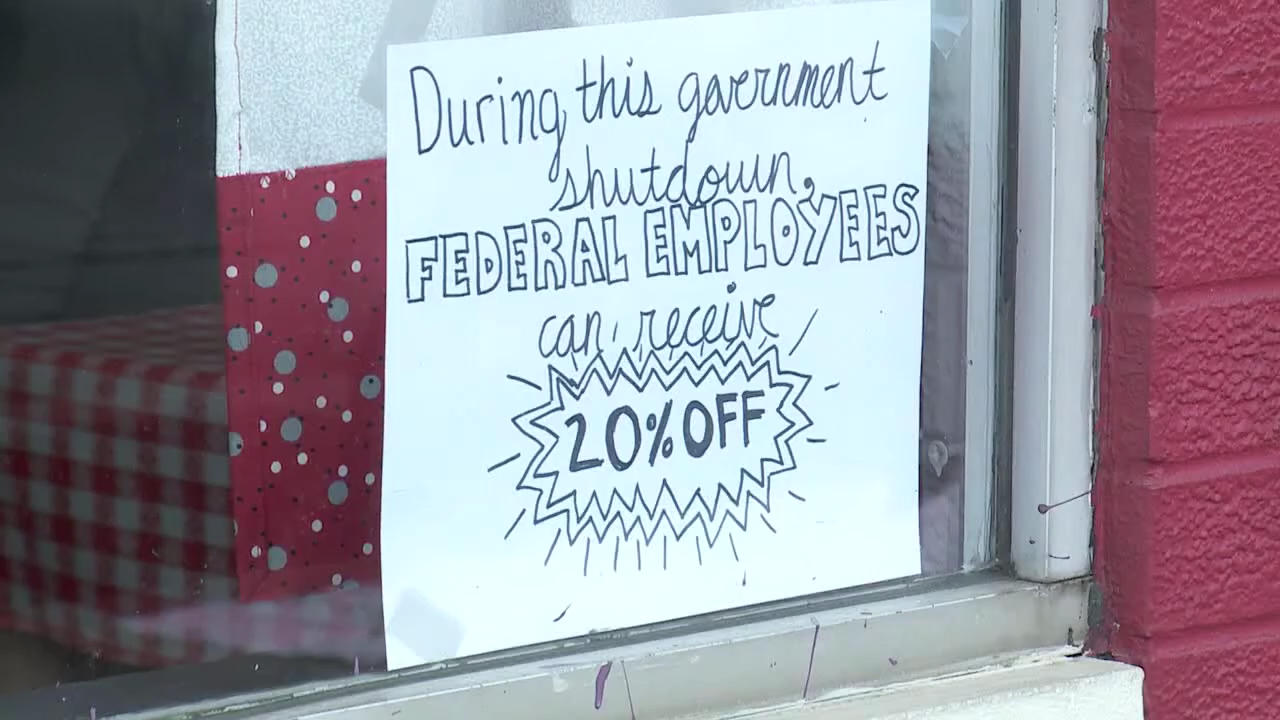 During this government
shutdown,
FEDERAL EMPLOYEES
can receive
20% OFF